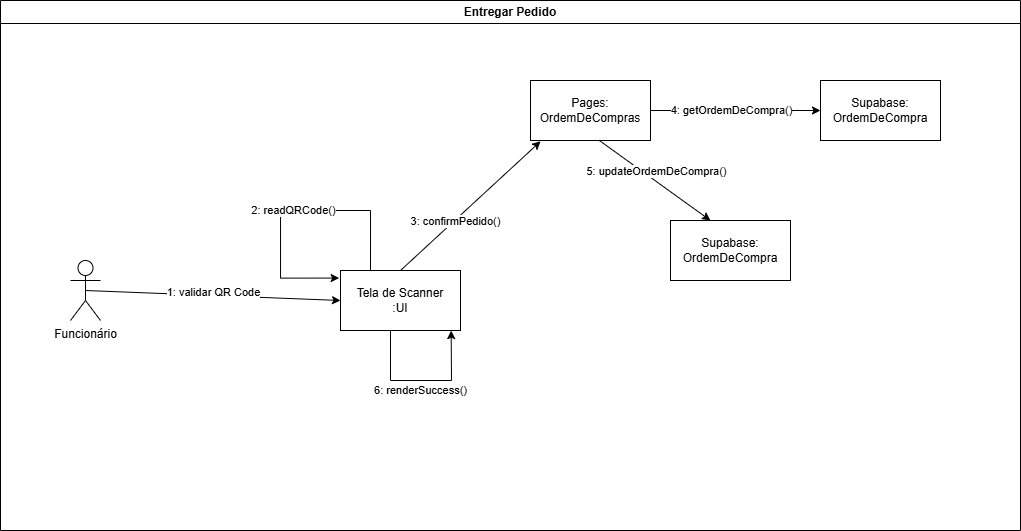 Entregar Pedido
Pages:
OrdemDeCompras
4: getOrdemDeCompra()
Supabase:
OrdemDeCompra
5: updateOrdemDeCompra()
2: readQRCode()
3: confirmPedido()
Supabase:
OrdemDeCompra
1: validar QR Code
Tela de Scanner
:UI
Funcionário
6: renderSuccess()